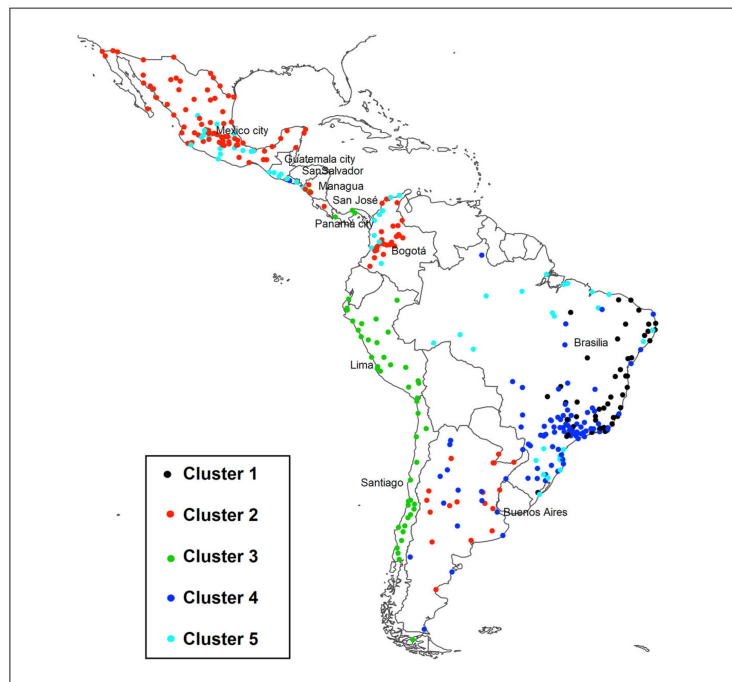 Mexico city
Guatemala city
SanSalvador
Managua
San José
Panama city
Bogotá
Brasilia
Lima
Santiago
Buenos Aires
Cluster 1
Cluster 2
Cluster 3
Cluster 4
Cluster 5